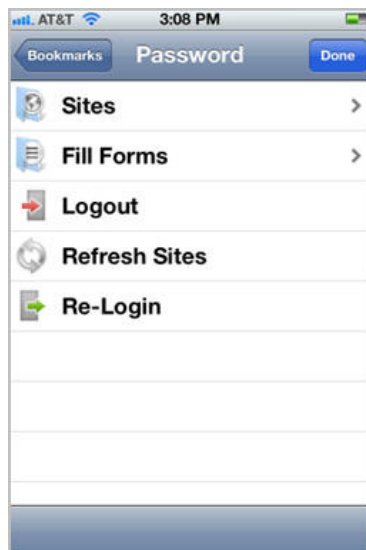 AT&T 3:08 PM
Bookmarks Password Done
Sites
Fill Forms
Logout
Refresh Sites
Re-Login